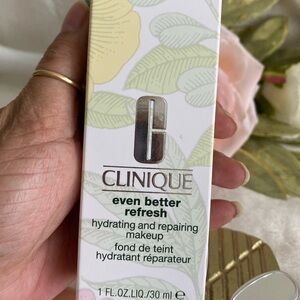 CLINIQUE
even better
refresh
hydrating and repairing
makeup
fond de teint
hydratant réparateur
1 FL.OZ.LIQ./30 ml ℮